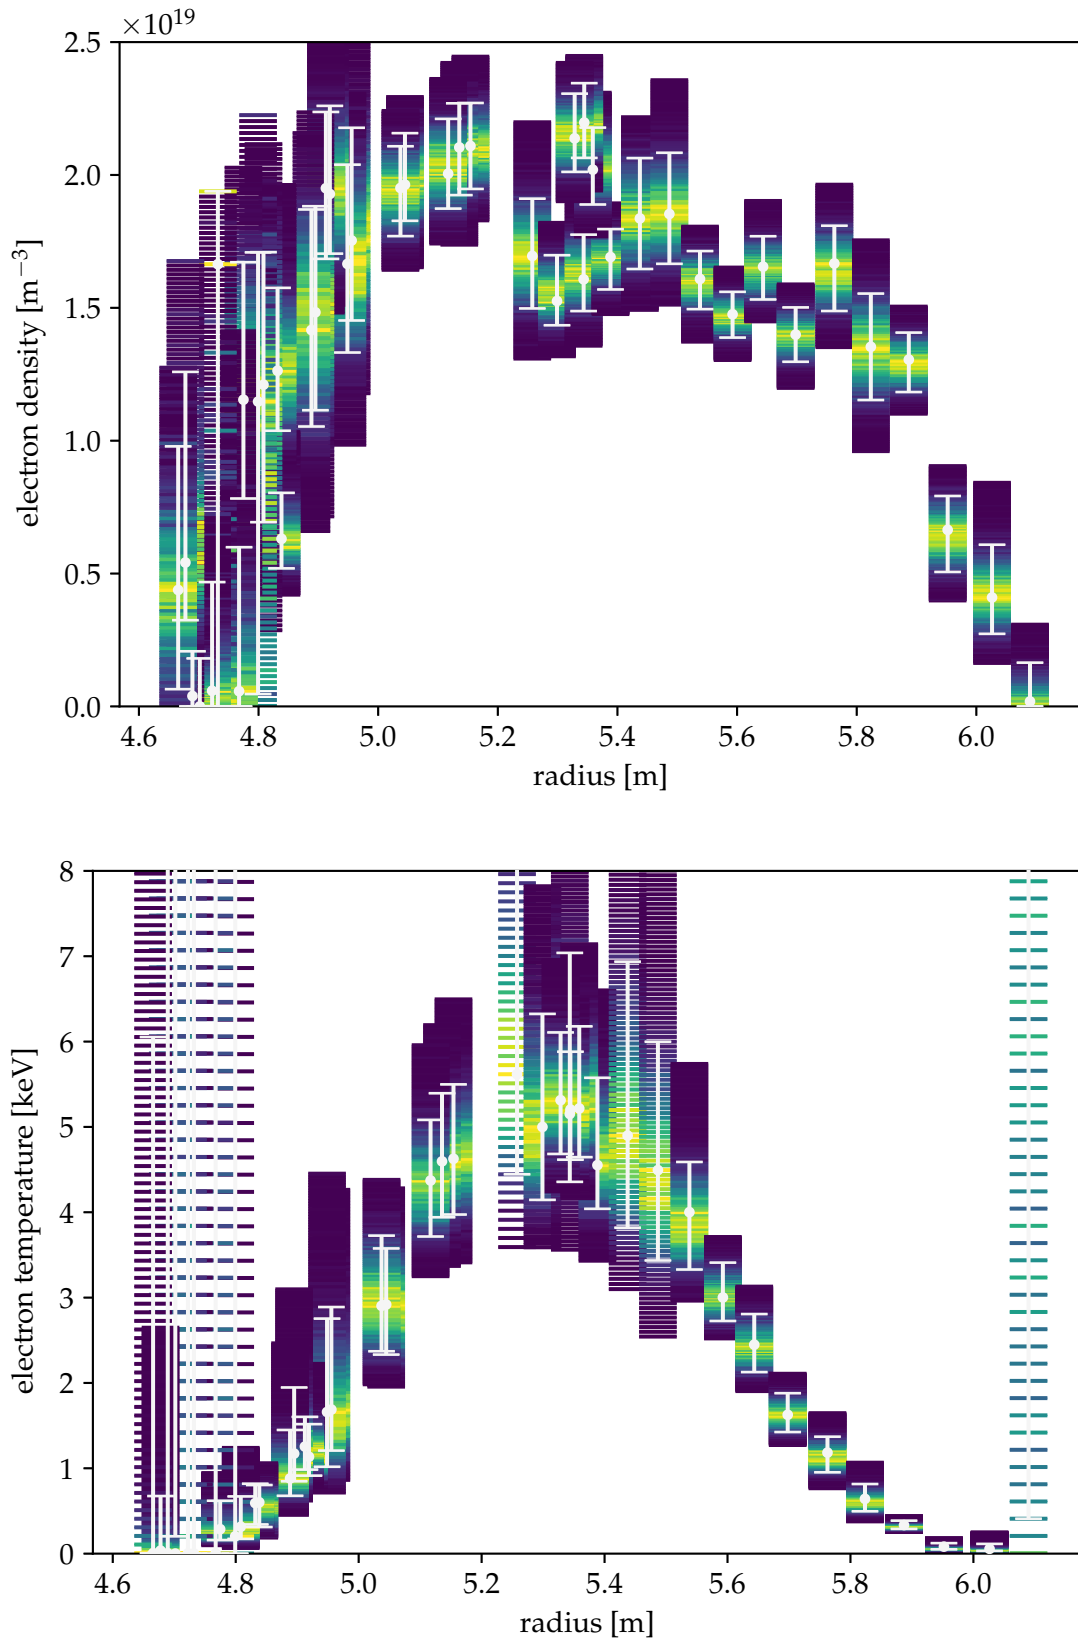 ×10¹⁹
2.5
2.0
1.5
1.0
0.5
0.0
electron density [m⁻³]
4.6 4.8 5.0 5.2 5.4 5.6 5.8 6.0
radius [m]
8
7
6
5
4
3
2
1
0
electron temperature [keV]
4.6 4.8 5.0 5.2 5.4 5.6 5.8 6.0
radius [m]